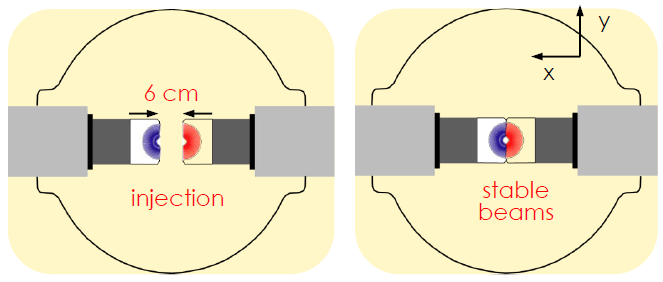 6 cm
injection
y
x
stable
beams